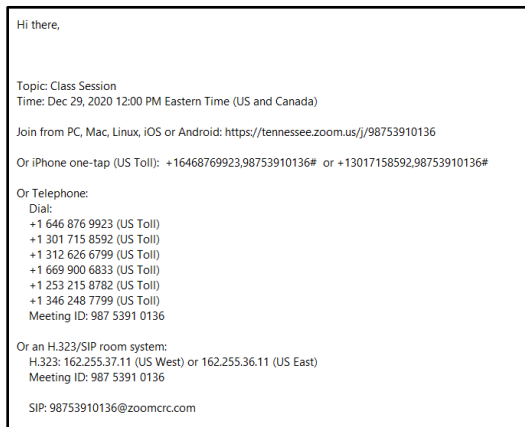 Hi there,
Topic: Class Session
Time: Dec 29, 2020 12:00 PM Eastern Time (US and Canada)
Join from PC, Mac, Linux, iOS or Android: https://tennessee.zoom.us/j/98753910136
Or iPhone one-tap (US Toll):  +16468769923,98753910136#  or +13017158592,98753910136#
Or Telephone:
Dial:
+1 646 876 9923 (US Toll)
+1 301 715 8592 (US Toll)
+1 312 626 6799 (US Toll)
+1 669 900 6833 (US Toll)
+1 253 215 8782 (US Toll)
+1 346 248 7799 (US Toll)
Meeting ID: 987 5391 0136
Or an H.323/SIP room system:
H.323: 162.255.37.11 (US West) or 162.255.36.11 (US East)
Meeting ID: 987 5391 0136
SIP: 98753910136@zoomcrc.com